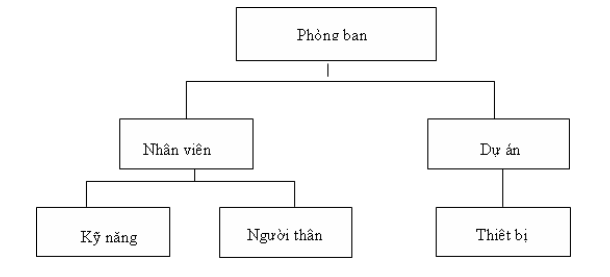 Phòng ban
Nhân viên
Dự án
Kỹ năng
Người thân
Thiết bị